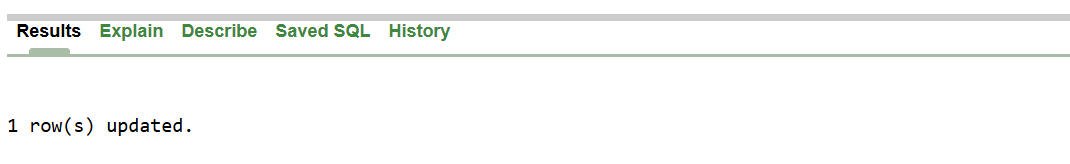 Results Explain Describe Saved SQL History
1 row(s) updated.